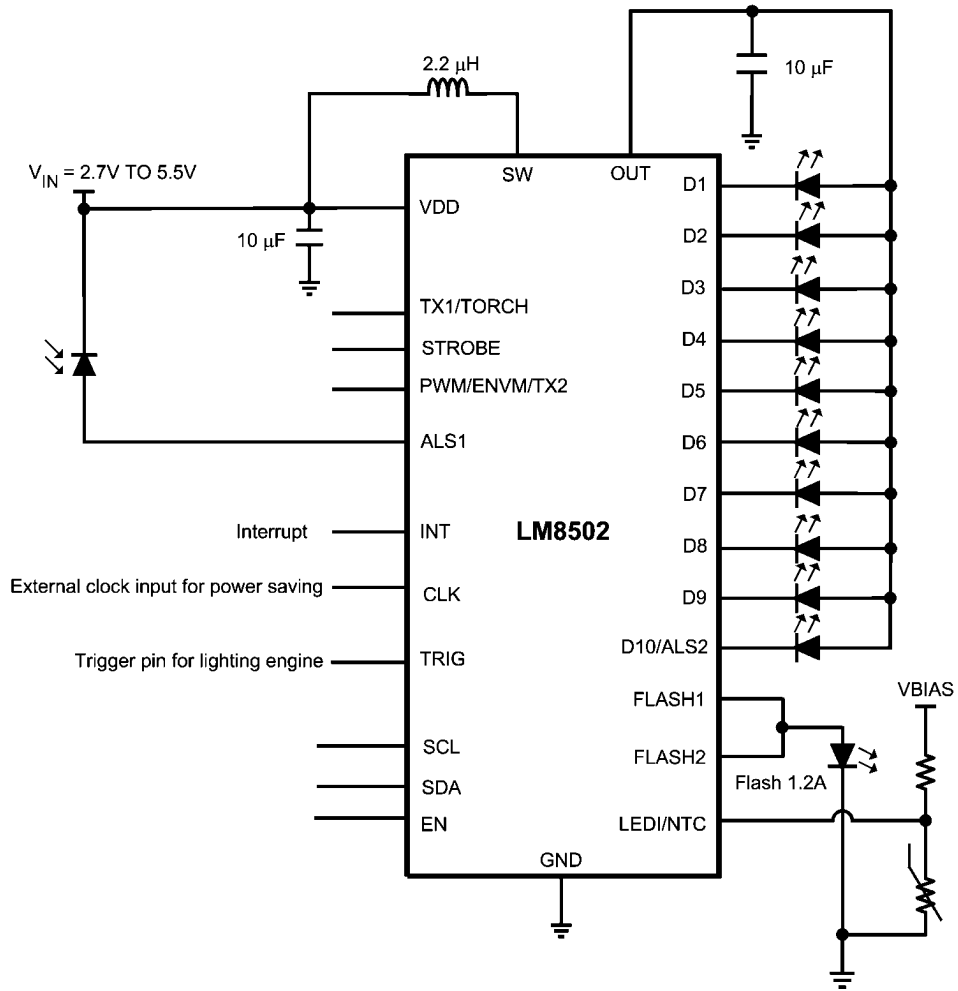 2.2 μH
10 μF
V_IN = 2.7V TO 5.5V
SW
OUT
VDD
10 μF
TX1/TORCH
STROBE
PWM/ENVM/TX2
ALS1
Interrupt
INT
External clock input for power saving
CLK
Trigger pin for lighting engine
TRIG
SCL
SDA
EN
LM8502
GND
D1
D2
D3
D4
D5
D6
D7
D8
D9
D10/ALS2
FLASH1
FLASH2
LEDI/NTC
Flash 1.2A
VBIAS